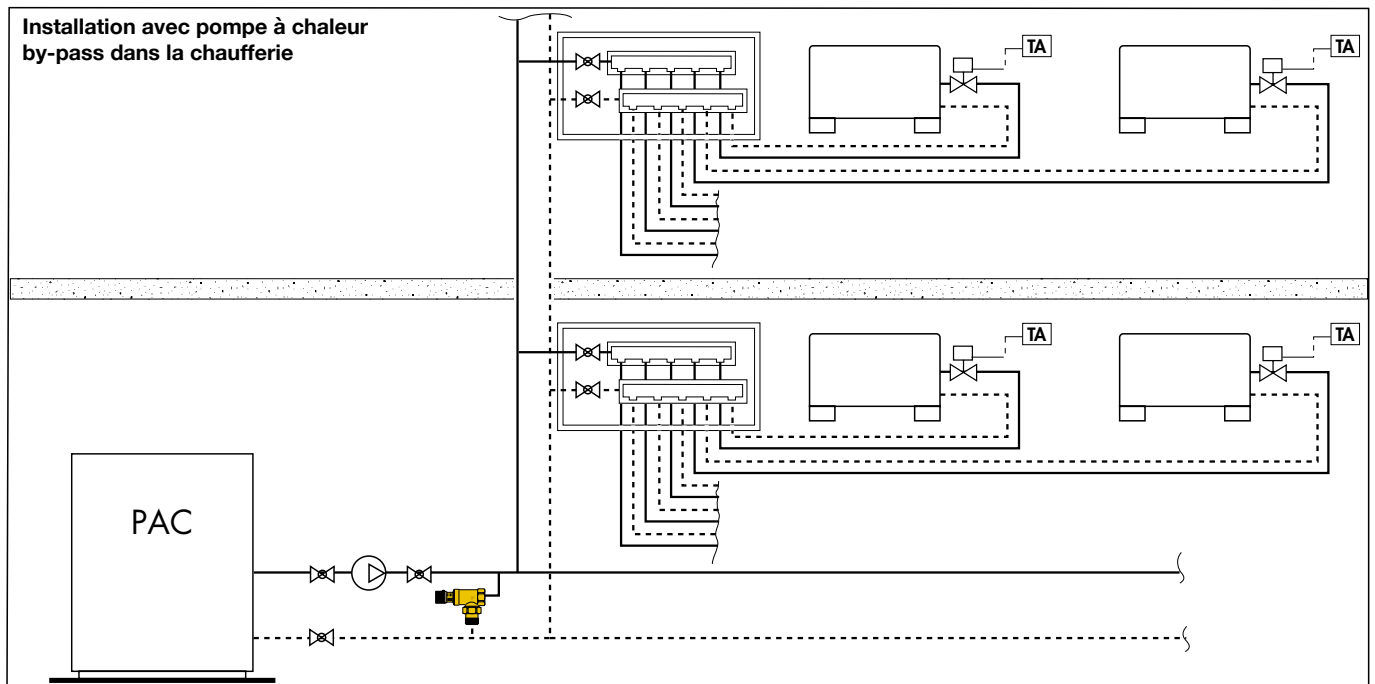 Installation avec pompe à chaleur
by-pass dans la chaufferie
TA
TA
TA
TA
PAC